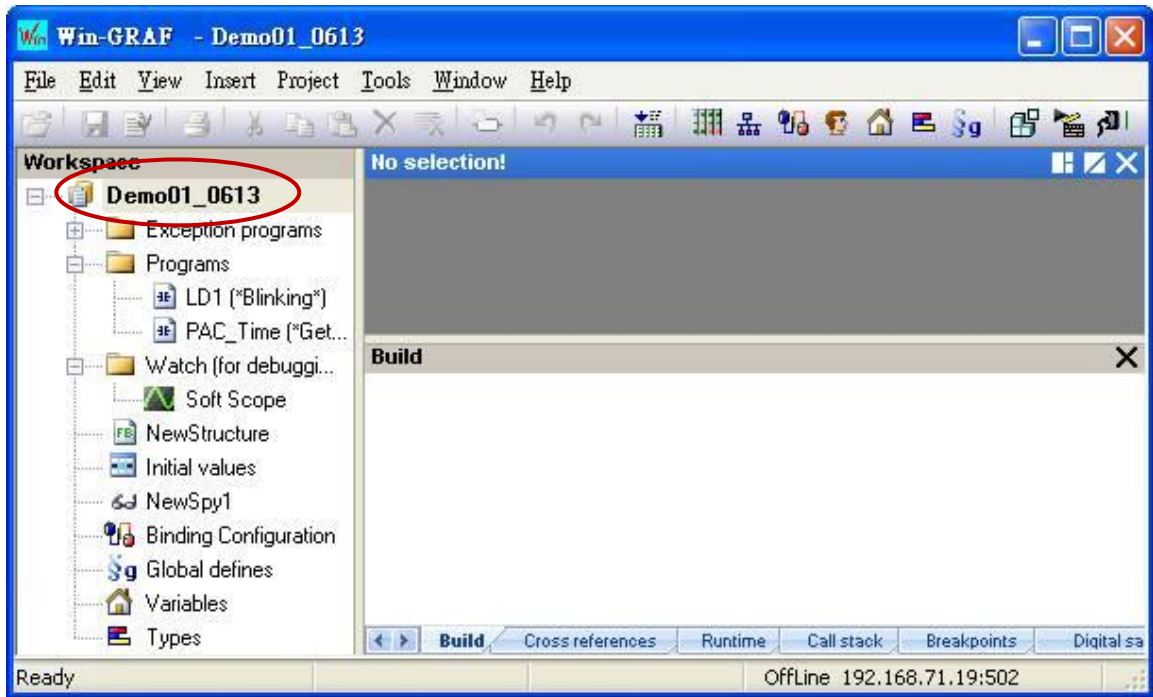 Win-GRAF - Demo01_0613
File Edit View Insert Project Tools Window Help
Workspace
No selection!
Demo01_0613
Exception programs
Programs
LD1 (*Blinking*)
PAC_Time (*Get...
Watch (for debuggi...
Soft Scope
NewStructure
Initial values
NewSpy1
Binding Configuration
Global defines
Variables
Types
Build
Build Cross references Runtime Call stack Breakpoints Digital sa
Ready
OffLine 192.168.71.19:502